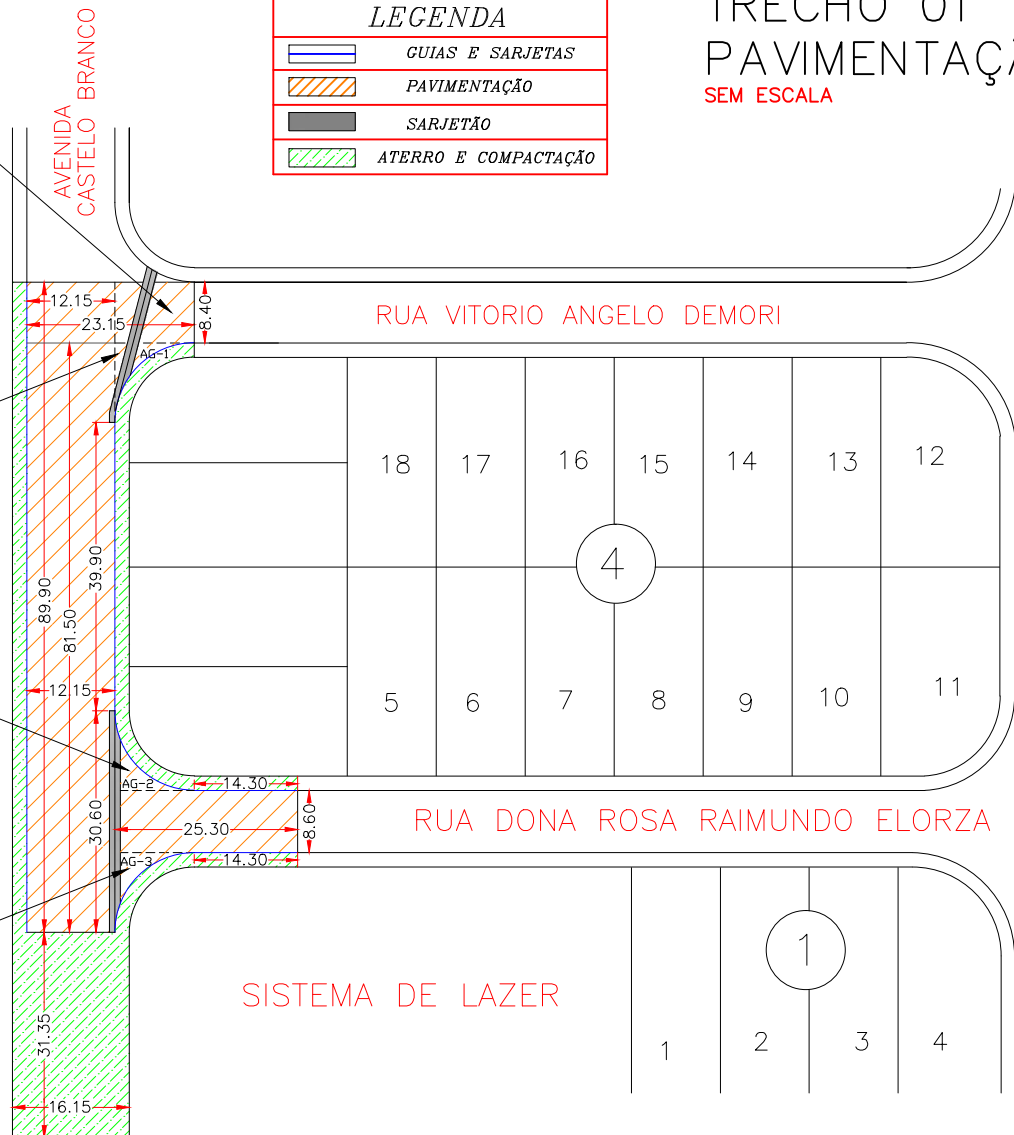 AVENIDA
CASTELO BRANCO
LEGENDA
GUIAS E SARJETAS
PAVIMENTAÇÃO
SARJETÃO
ATERRO E COMPACTAÇÃO
TRECHO 01
PAVIMENTAÇÃ
SEM ESCALA
12.15
23.15
8.40
RUA VITORIO ANGELO DEMORI
AG-1
18
17
16
15
14
13
12
4
39.90
89.90
81.50
12.15
5
6
7
8
9
10
11
AG-2
14.30
30.60
25.30
8.60
RUA DONA ROSA RAIMUNDO ELORZA
AG-3
14.30
1
SISTEMA DE LAZER
31.35
1
2
3
4
16.15